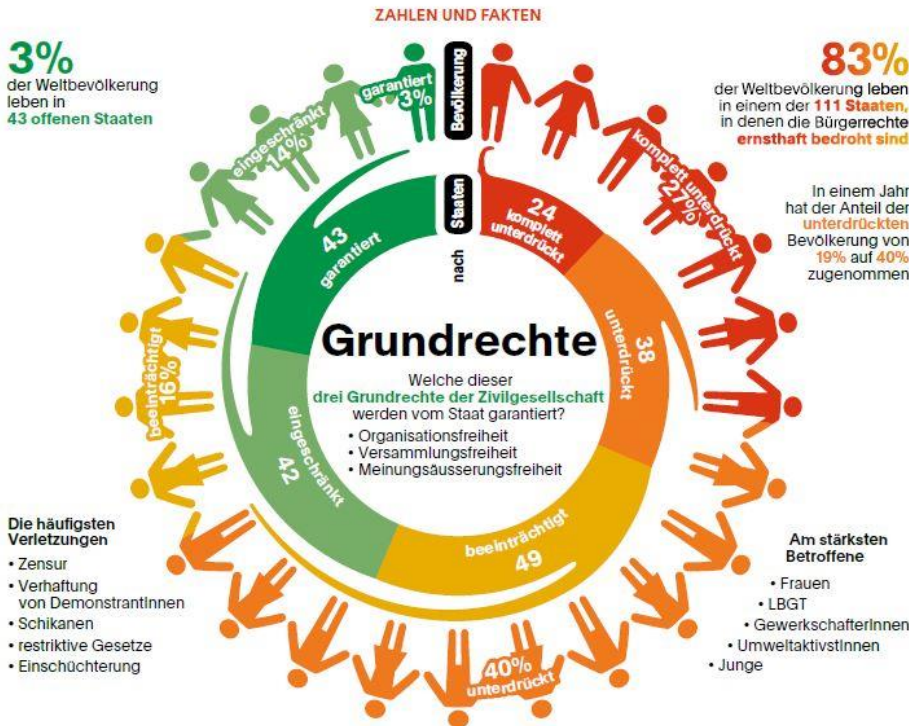 ZAHLEN UND FAKTEN
3%
der Weltbevölkerung
leben in
43 offenen Staaten
83%
der Weltbevölkerung leben
in einem der 111 Staaten,
in denen die Bürgerrechte
ernsthaft bedroht sind
In einem Jahr
hat der Anteil der
unterdrückten
Bevölkerung von
19% auf 40%
zugenommen
Bevölkerung
nach
Staaten
garantiert
3%
eingeschränkt
14%
beeinträchtigt
16%
40%
unterdrückt
komplett unterdrückt
27%
43
garantiert
24
komplett
unterdrückt
38
unterdrückt
beeinträchtigt
49
eingeschränkt
42
Grundrechte
Welche dieser
drei Grundrechte der Zivilgesellschaft
werden vom Staat garantiert?
• Organisationsfreiheit
• Versammlungsfreiheit
• Meinungsäusserungsfreiheit
Die häufigsten
Verletzungen
• Zensur
• Verhaftung
von DemonstrantInnen
• Schikanen
• restriktive Gesetze
• Einschüchterung
Am stärksten
Betroffene
• Frauen
• LBGT
• GewerkschafterInnen
• UmweltaktivstInnen
• Junge